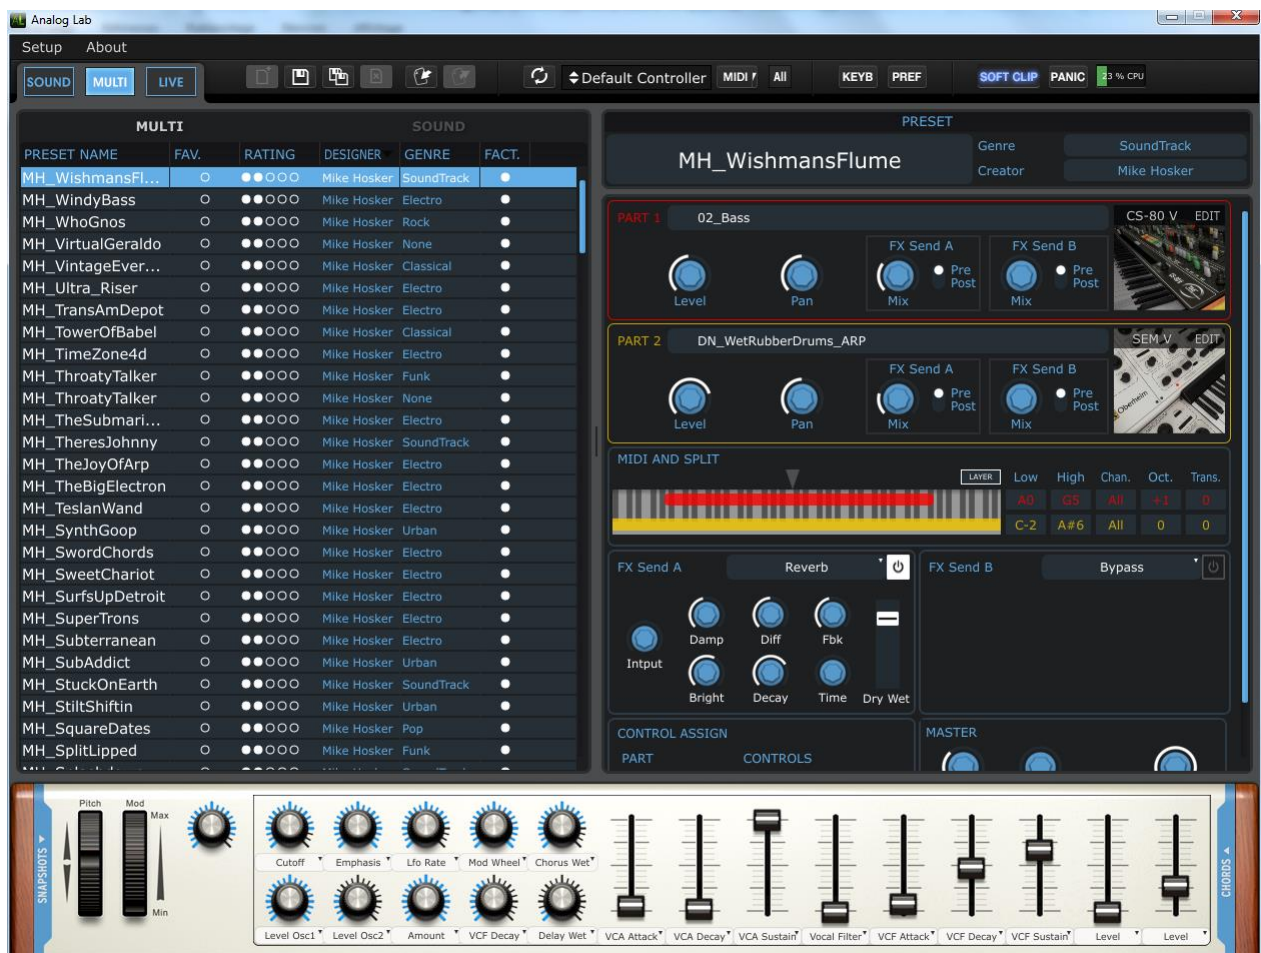 Analog Lab
Setup About
SOUND MULTI LIVE Default Controller MIDI All KEYB PREF SOFT CLIP PANIC 23 % CPU
MULTI SOUND
PRESET NAME FAV. RATING DESIGNER GENRE FACT.
MH_WishmansFl... Mike Hosker SoundTrack
MH_WindyBass Mike Hosker Electro
MH_WhoGnos Mike Hosker Rock
MH_VirtualGeraldo Mike Hosker None
MH_VintageEver... Mike Hosker Classical
MH_Ultra_Riser Mike Hosker Electro
MH_TransAmDepot Mike Hosker Electro
MH_TowerOfBabel Mike Hosker Classical
MH_TimeZone4d Mike Hosker Electro
MH_ThroatyTalker Mike Hosker Funk
MH_ThroatyTalker Mike Hosker None
MH_TheSubmari... Mike Hosker Electro
MH_TheresJohnny Mike Hosker SoundTrack
MH_TheJoyOfArp Mike Hosker Electro
MH_TheBigElectron Mike Hosker Electro
MH_TeslanWand Mike Hosker Electro
MH_SynthGoop Mike Hosker Urban
MH_SwordChords Mike Hosker Electro
MH_SweetChariot Mike Hosker Electro
MH_SurfsUpDetroit Mike Hosker Electro
MH_SuperTrons Mike Hosker Electro
MH_Subterranean Mike Hosker Electro
MH_SubAddict Mike Hosker Urban
MH_StuckOnEarth Mike Hosker SoundTrack
MH_StiltShiftin Mike Hosker Urban
MH_SquareDates Mike Hosker Pop
MH_SplitLipped Mike Hosker Funk
PRESET
MH_WishmansFlume
Genre SoundTrack
Creator Mike Hosker
PART 1 02_Bass CS-80 V EDIT
FX Send A FX Send B
Pre Pre
Post Post
Level Pan Mix Mix
PART 2 DN_WetRubberDrums_ARP SEM V EDIT
FX Send A FX Send B
Pre Pre
Post Post
Level Pan Mix Mix
Oberheim
MIDI AND SPLIT
LAYER Low High Chan. Oct. Trans.
A0 G5 All +1 0
C-2 A#6 All 0 0
FX Send A Reverb FX Send B Bypass
Damp Diff Fbk
Intput
Bright Decay Time Dry Wet
CONTROL ASSIGN MASTER
PART CONTROLS
SNAPSHOTS
Pitch Mod
Max
Min
Cutoff Emphasis Lfo Rate Mod Wheel Chorus Wet
Level Osc1 Level Osc2 Amount VCF Decay Delay Wet VCA Attack VCA Decay VCA Sustain Vocal Filter VCF Attack VCF Decay VCF Sustain Level Level
CHORDS